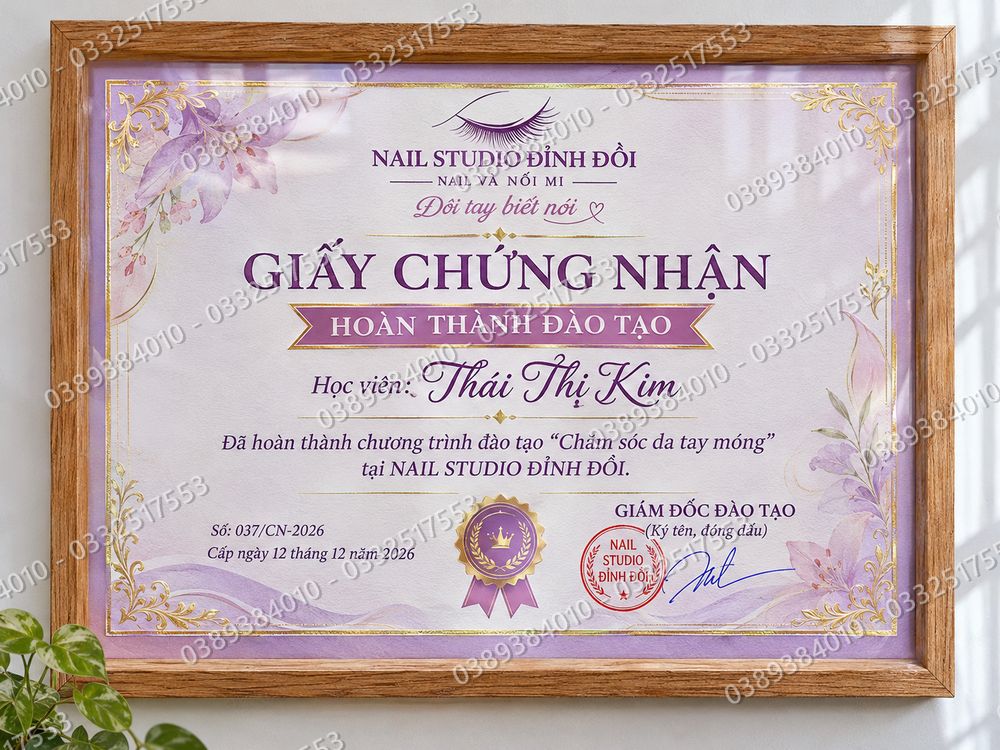 NAIL STUDIO ĐỈNH ĐỒI
NAIL VÀ NỐI MI
Đôi tay biết nói
GIẤY CHỨNG NHẬN
HOÀN THÀNH ĐÀO TẠO
Học viên: Thái Thị Kim
Đã hoàn thành chương trình đào tạo “Chăm sóc da tay móng”
tại NAIL STUDIO ĐỈNH ĐỒI.
Số: 037/CN-2026
Cấp ngày 12 tháng 12 năm 2026
GIÁM ĐỐC ĐÀO TẠO
(Ký tên, đóng dấu)
NAIL
STUDIO
ĐỈNH ĐỒI
0389384010 - 0332517553